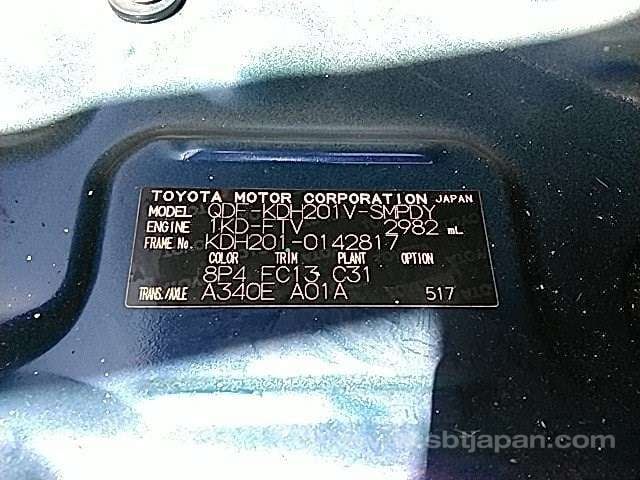 TOYOTA MOTOR CORPORATION JAPAN
MODEL QDF-KDH201V-SMPDY
ENGINE 1KD-FTV 2982 mL
FRAME No. KDH201-0142817
COLOR TRIM PLANT OPTION
8P4 FC13 C31
TRANS./AXLE A340E A01A 517
sbtjapan.com